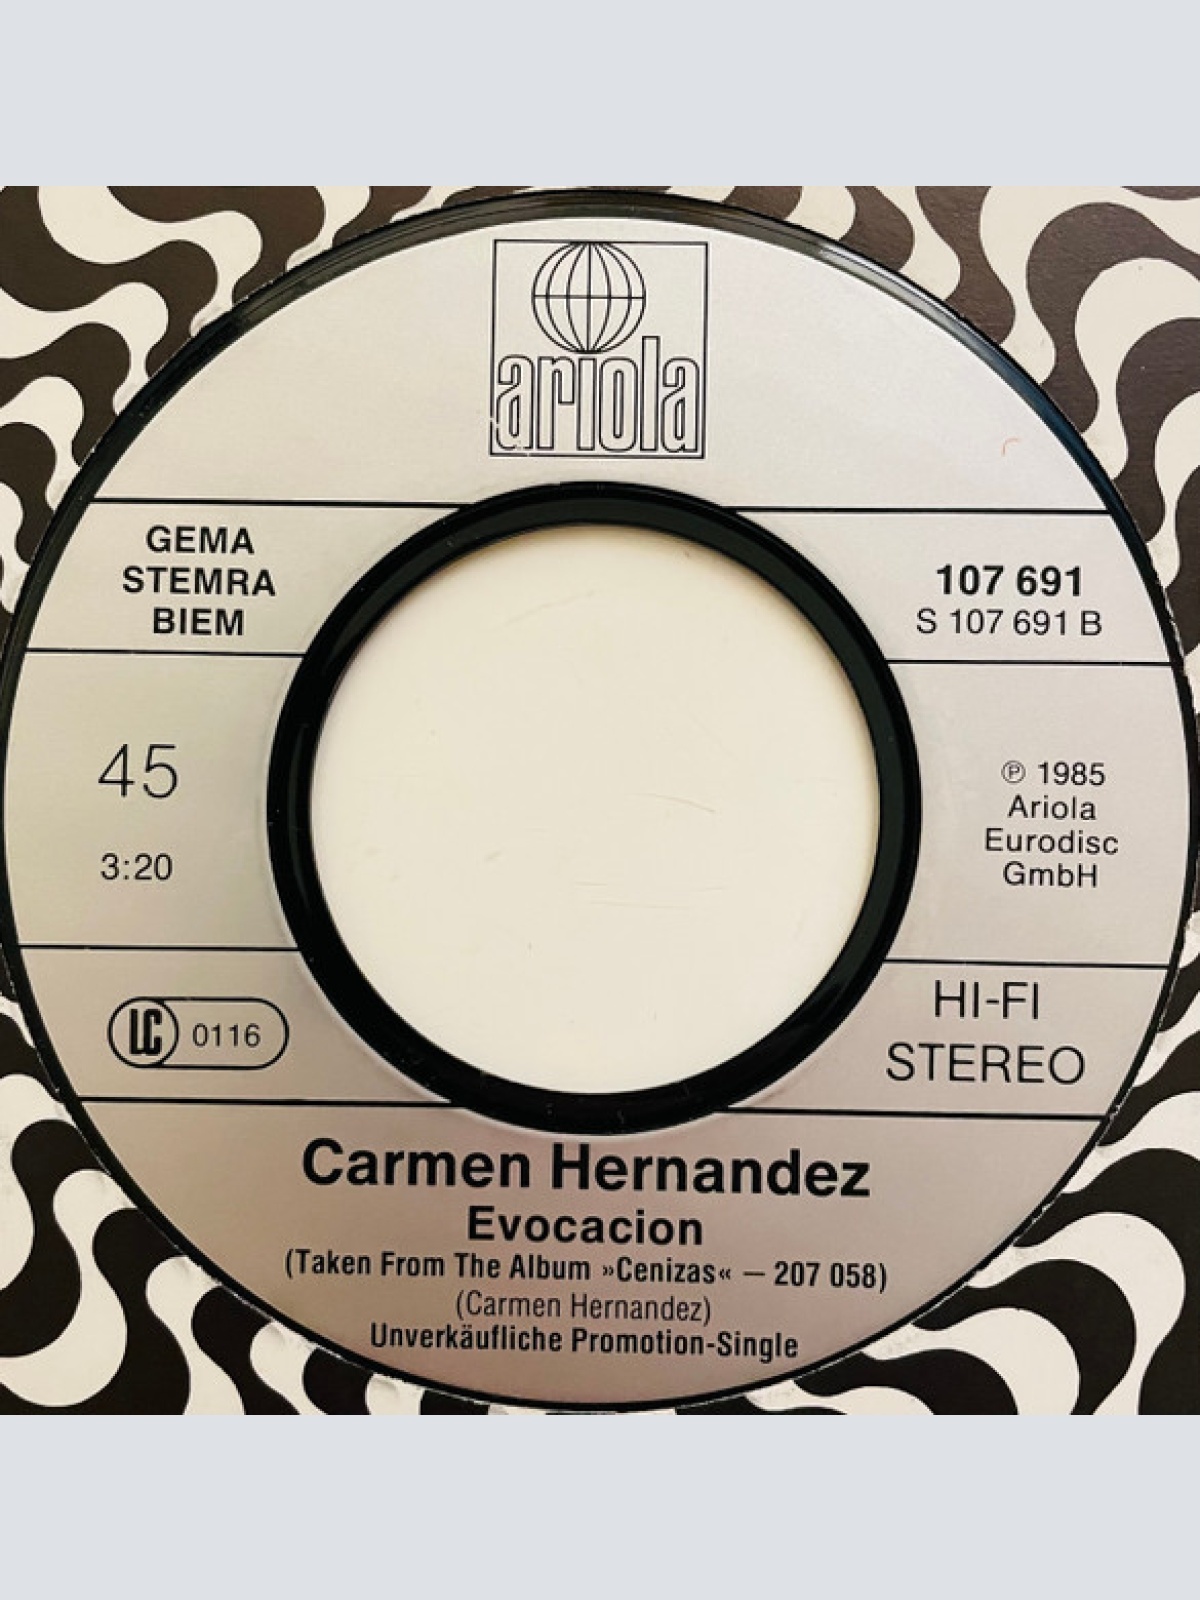 ariola
GEMA
STEMRA
BIEM
107 691
S 107 691 B
45
3:20
℗ 1985
Ariola
Eurodisc
GmbH
LC 0116
HI-FI
STEREO
Carmen Hernandez
Evocacion
(Taken From The Album »Cenizas« – 207 058)
(Carmen Hernandez)
Unverkäufliche Promotion-Single